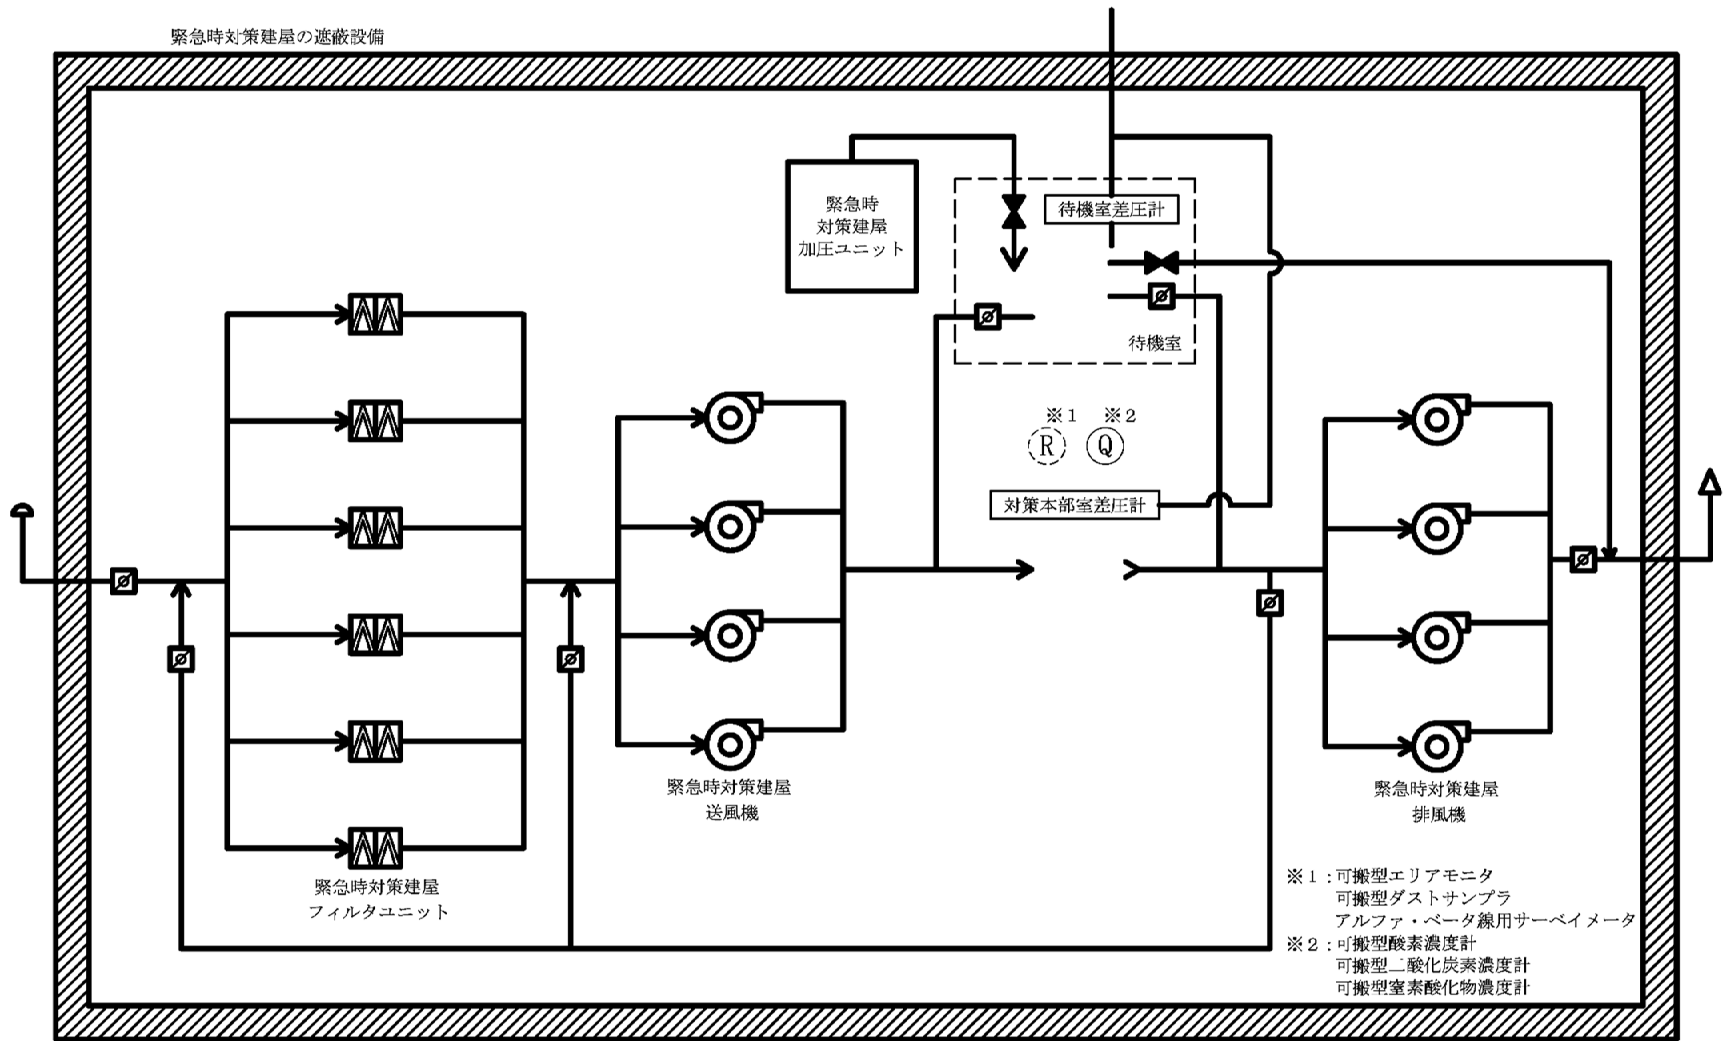 緊急時対策建屋の遮蔽設備
緊急時
対策建屋
加圧ユニット
待機室差圧計
待機室
※1 ※2
R Q
対策本部室差圧計
緊急時対策建屋
送風機
緊急時対策建屋
排風機
緊急時対策建屋
フィルタユニット
※1:可搬型エリアモニタ
可搬型ダストサンプラ
アルファ・ベータ線用サーベイメータ
※2:可搬型酸素濃度計
可搬型二酸化炭素濃度計
可搬型窒素酸化物濃度計